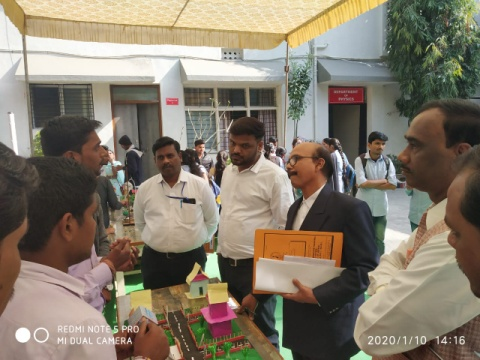 DEPARTMENT
OF
PHYSICS
REDMI NOTE 5 PRO
MI DUAL CAMERA
2020/1/10 14:16